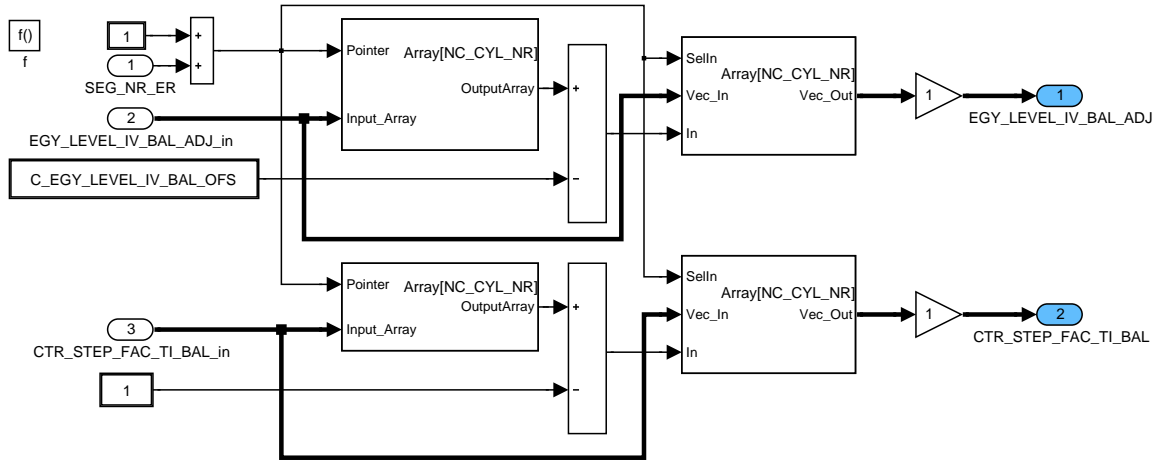 f()
f
1
+
+
1
SEG_NR_ER
2
EGY_LEVEL_IV_BAL_ADJ_in
C_EGY_LEVEL_IV_BAL_OFS
Pointer
Array[NC_CYL_NR]
OutputArray
Input_Array
+
−
SelIn
Array[NC_CYL_NR]
Vec_In
Vec_Out
In
1
1
EGY_LEVEL_IV_BAL_ADJ
Pointer
Array[NC_CYL_NR]
OutputArray
Input_Array
3
CTR_STEP_FAC_TI_BAL_in
1
+
−
SelIn
Array[NC_CYL_NR]
Vec_In
Vec_Out
In
1
2
CTR_STEP_FAC_TI_BAL